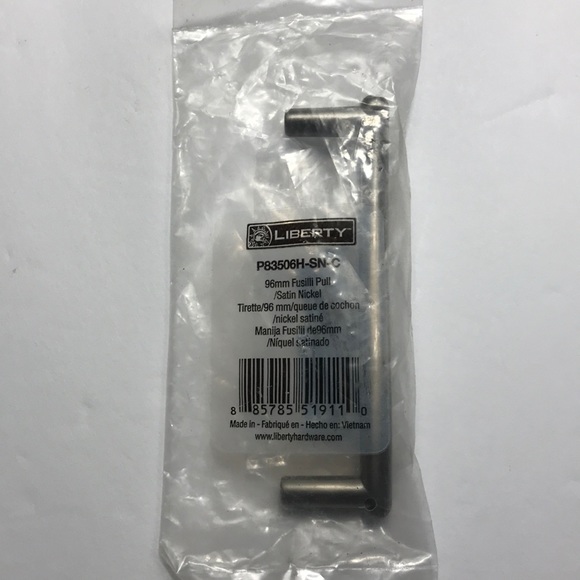 LIBERTY™
P83506H-SN-C
96mm Fusilli Pull
/Satin Nickel
Tirette/96 mm/queue de cochon
/nickel satiné
Manija Fusilli de96mm
/Níquel satinado
8 85785 51911 0
Made in - Fabriqué en - Hecho en: Vietnam
www.libertyhardware.com